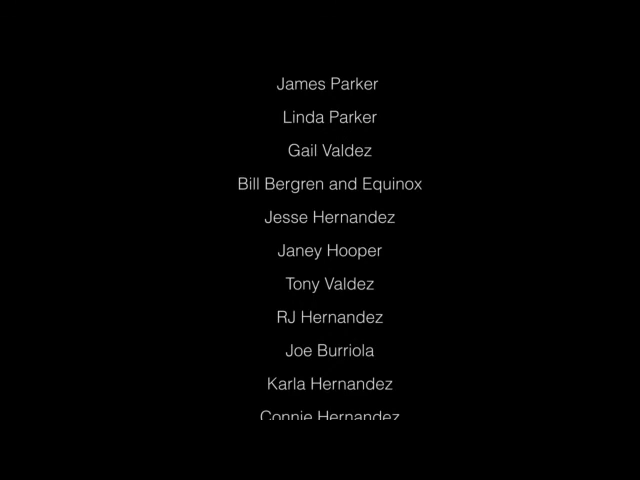 James Parker
Linda Parker
Gail Valdez
Bill Bergren and Equinox
Jesse Hernandez
Janey Hooper
Tony Valdez
RJ Hernandez
Joe Burriola
Karla Hernandez
Connie Hernandez